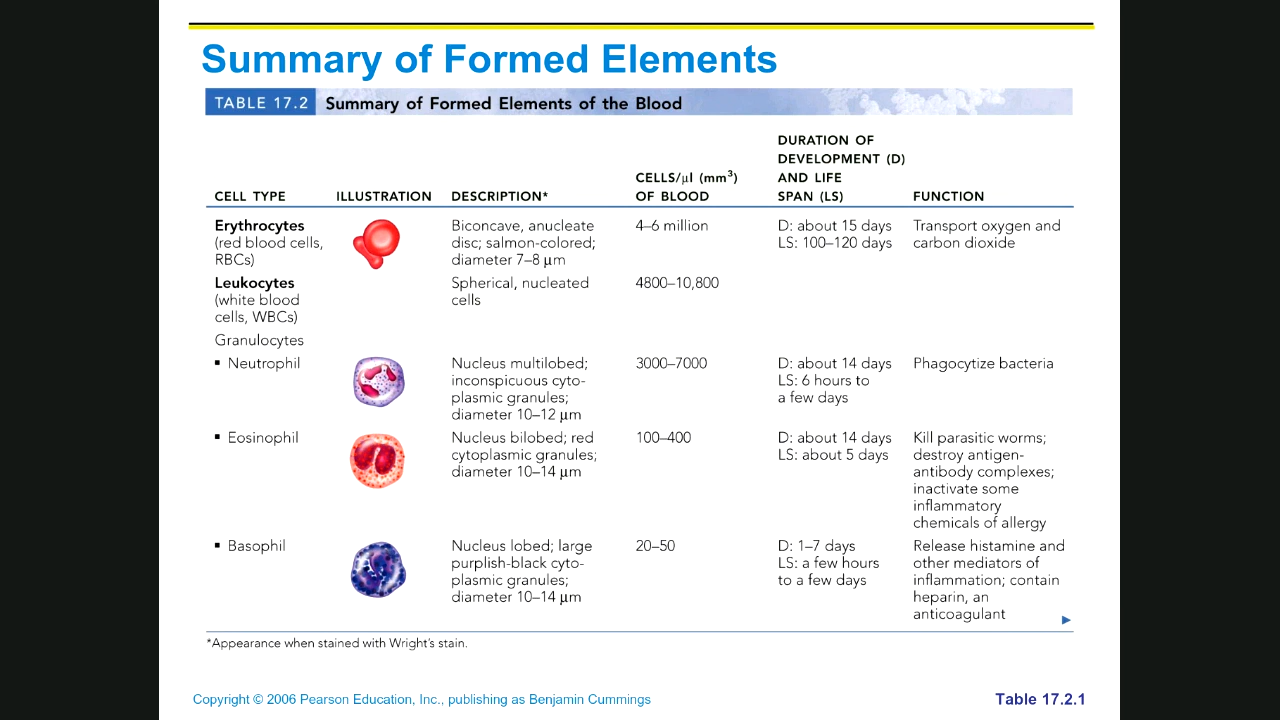 Summary of Formed Elements
TABLE 17.2 Summary of Formed Elements of the Blood
CELL TYPE
ILLUSTRATION
DESCRIPTION*
CELLS/µl (mm³)
OF BLOOD
DURATION OF
DEVELOPMENT (D)
AND LIFE
SPAN (LS)
FUNCTION
Erythrocytes
(red blood cells,
RBCs)
Biconcave, anucleate
disc; salmon-colored;
diameter 7–8 µm
4–6 million
D: about 15 days
LS: 100–120 days
Transport oxygen and
carbon dioxide
Leukocytes
(white blood
cells, WBCs)
Spherical, nucleated
cells
4800–10,800
Granulocytes
▪ Neutrophil
Nucleus multilobed;
inconspicuous cyto-
plasmic granules;
diameter 10–12 µm
3000–7000
D: about 14 days
LS: 6 hours to
a few days
Phagocytize bacteria
▪ Eosinophil
Nucleus bilobed; red
cytoplasmic granules;
diameter 10–14 µm
100–400
D: about 14 days
LS: about 5 days
Kill parasitic worms;
destroy antigen-
antibody complexes;
inactivate some
inflammatory
chemicals of allergy
▪ Basophil
Nucleus lobed; large
purplish-black cyto-
plasmic granules;
diameter 10–14 µm
20–50
D: 1–7 days
LS: a few hours
to a few days
Release histamine and
other mediators of
inflammation; contain
heparin, an
anticoagulant
*Appearance when stained with Wright's stain.
Copyright © 2006 Pearson Education, Inc., publishing as Benjamin Cummings
Table 17.2.1